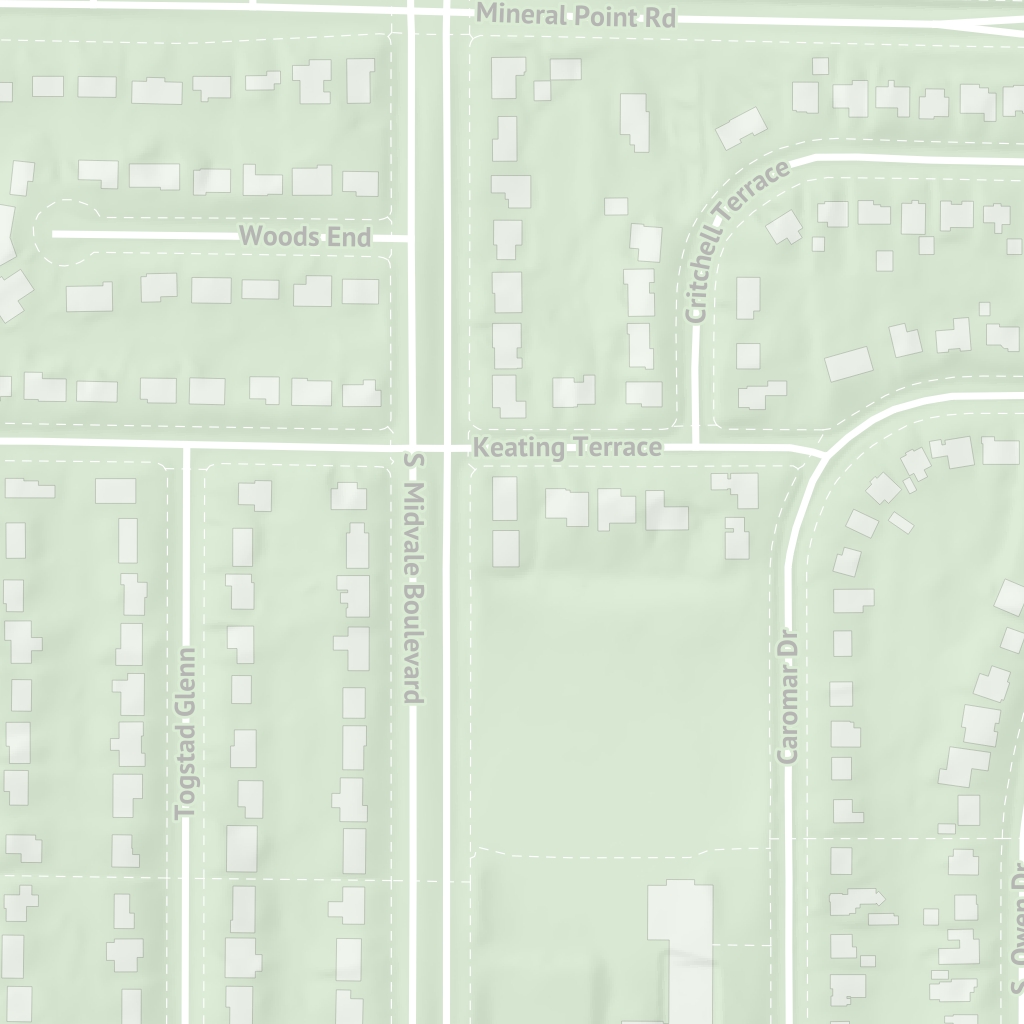 Mineral Point Rd
Critchell Terrace
Woods End
Keating Terrace
S Midvale Boulevard
Togstad Glenn
Caromar Dr
S Owen Dr